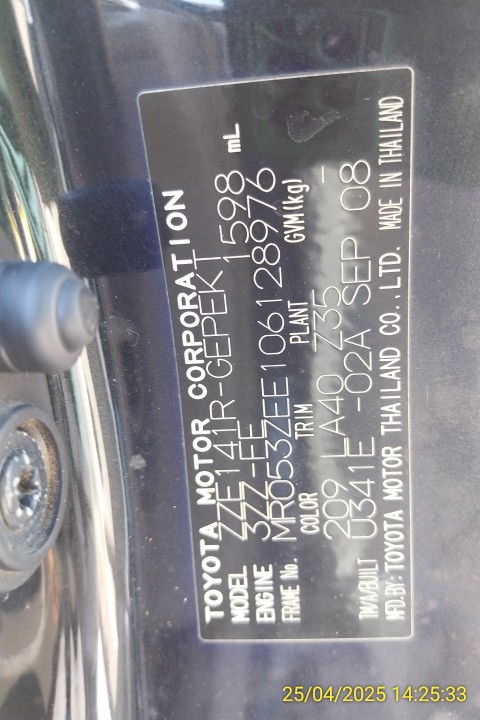 TOYOTA MOTOR CORPORATION
MODEL ZZE141R-GEPEKT
ENGINE 3ZZ-FE 1598 mL
FRAME No. MR053ZEE106128976
COLOR TRIM PLANT GVM(kg)
209 LA40 Z35 -
TM/A/BUILT U341E -02A SEP 08
MFD.BY:TOYOTA MOTOR THAILAND CO.,LTD. MADE IN THAILAND
25/04/2025 14:25:33